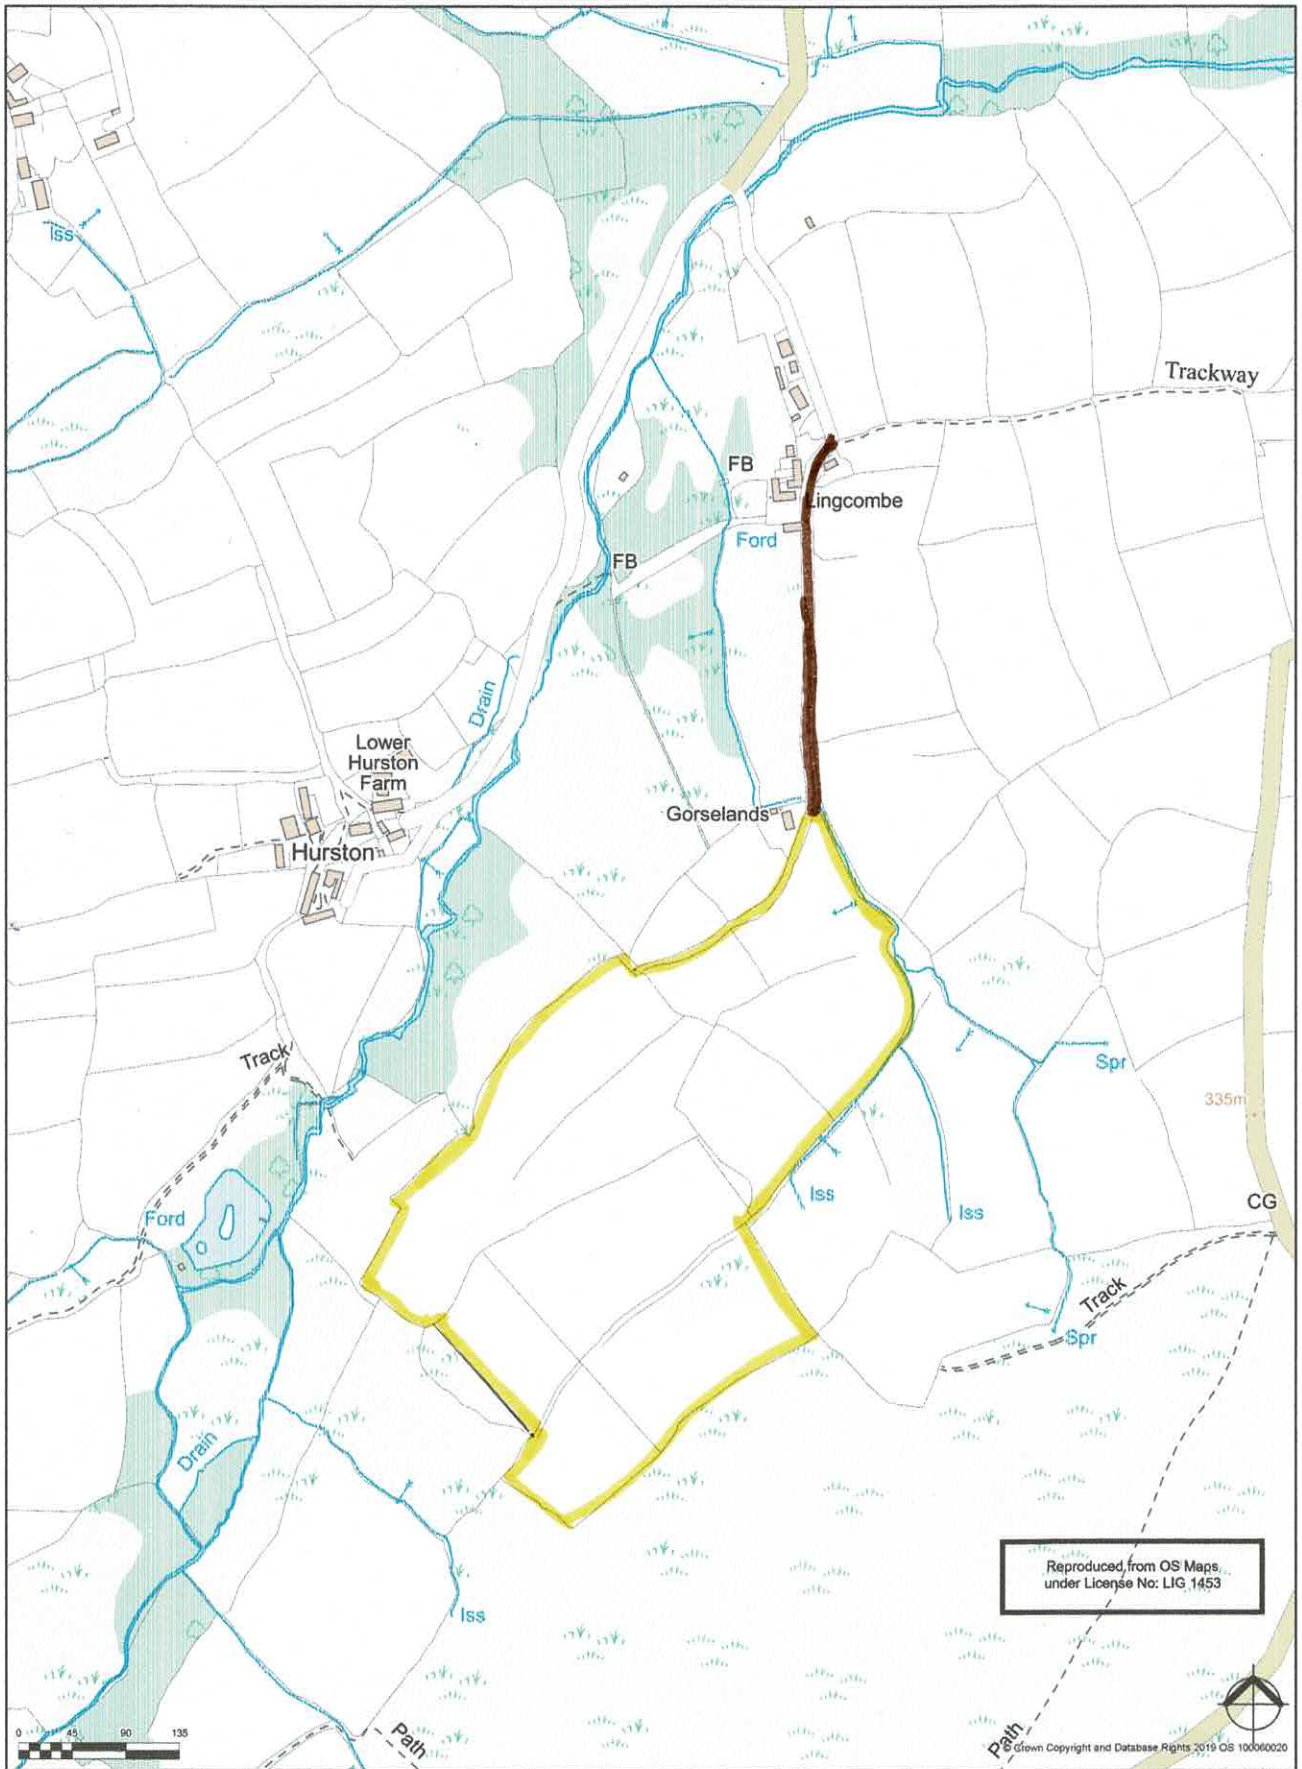 Iss
Trackway
FB
Lingcombe
Ford
FB
Drain
Lower
Hurston
Farm
Gorselands
Hurston
Track
Spr
335m
Iss
Iss
CG
Ford
Track
Spr
Drain
Reproduced from OS Maps
under License No: LIG 1453
Iss
0 45 90 135
Path
Path
© Crown Copyright and Database Rights 2019 OS 100060020